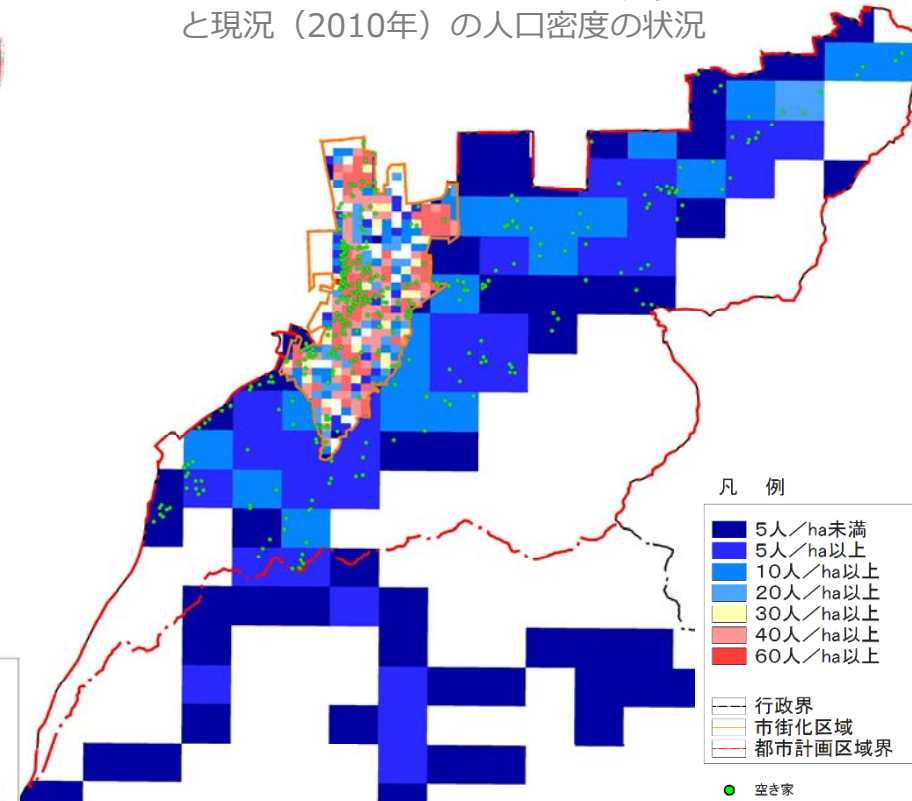 と現況（2010年）の人口密度の状況
凡　例
5人／ha未満
5人／ha以上
10人／ha以上
20人／ha以上
30人／ha以上
40人／ha以上
60人／ha以上
行政界
市街化区域
都市計画区域界
空き家